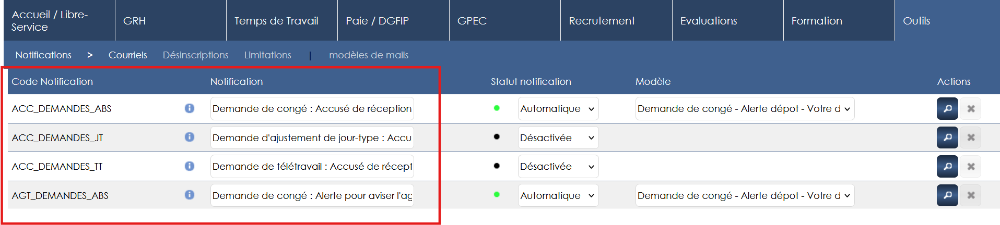 Accueil / Libre-
Service
GRH
Temps de Travail
Paie / DGFIP
GPEC
Recrutement
Evaluations
Formation
Outils
Notifications > Courriels Désinscriptions Limitations | modèles de mails
Code Notification Notification Statut notification Modèle Actions
ACC_DEMANDES_ABS Demande de congé : Accusé de réception Automatique Demande de congé - Alerte dépot - Votre d
ACC_DEMANDES_JT Demande d'ajustement de jour-type : Accu Désactivée
ACC_DEMANDES_TT Demande de télétravail : Accusé de récept Désactivée
AGT_DEMANDES_ABS Demande de congé : Alerte pour aviser l'ag Automatique Demande de congé - Alerte dépot - Votre d